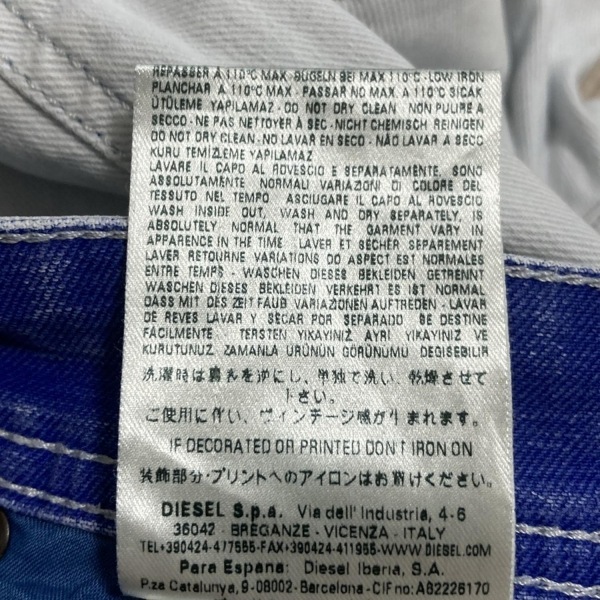 REPASSER A 110°C MAX BÜGELN BEI MAX 110°C - LOW IRON
PLANCHAR A 110°C MAX - PASSAR NO MAX A 110°C SICAK
ÜTÜLEME YAPILAMAZ - DO NOT DRY CLEAN NON PULIRE A
SECCO - NE PAS NETTOYER À SEC - NICHT CHEMISCH REINIGEN
DO NOT DRY CLEAN - NO LAVAR EN SECO - NÃO LAVAR A SECO
KURU TEMIZLEME YAPILAMAZ
LAVARE IL CAPO AL ROVESCIO E SEPARATAMENTE, SONO
ASSOLUTAMENTE NORMALI VARIAZIONI DI COLORE DEL
TESSUTO NEL TEMPO ASCIUGARE IL CAPO AL ROVESCIO
WASH INSIDE OUT, WASH AND DRY SEPARATELY, IS
ABSOLUTELY NORMAL THAT THE GARMENT VARY IN
APPARENCE IN THE TIME LAVER ET SÉCHER SEPAREMENT
LAVER RETOURNE VARIATIONS DO ASPECT EST NORMALES
ENTRE TEMPS - WASCHEN DIESES BEKLEIDEN GETRENNT
WASCHEN DIESES BEKLEIDEN VERKEHRT ES IST NORMAL
DASS MIT DES ZEIT FAUB VARIAZIONEN AUFTREDEN - LAVAR
DE REVES LAVAR Y SECAR POR SEPARADO SE DESTINE
FÁCILMENTE TERSTEN YIKAYINIZ AYRI YIKAYINIZ VE
KURUTUNUZ ZAMANLA ÜRÜNÜN GÖRÜNÜMÜ DEGISEBILIR
洗濯時は裏表を逆にし、単独で洗い、乾燥させて
下さい。
ご使用に伴い、ヴィンテージ感が生まれます。
IF DECORATED OR PRINTED DON'T IRON ON
装飾部分・プリントへのアイロンはお避けください。
DIESEL S.p.a. Via dell' Industria, 4-6
36042 - BREGANZE - VICENZA - ITALY
TEL+390424-477555-FAX+390424-411955-WWW.DIESEL.COM
Para Espana: Diesel Iberia, S.A.
P.za Catalunya, 9-08002-Barcelona-CIF no: A82226170